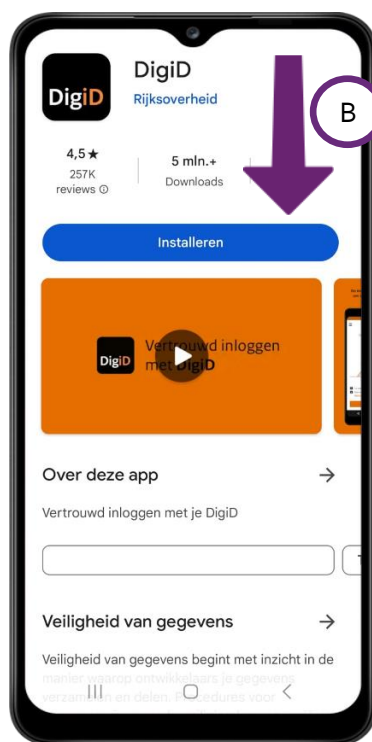 DigiD
DigiD
Rijksoverheid
B
4,5★
257K
reviews ⓘ
5 mln.+
Downloads
Installeren
DigiD
Vertrouwd inloggen
met DigiD
Over deze app
Vertrouwd inloggen met je DigiD
Veiligheid van gegevens
Veiligheid van gegevens begint met inzicht in de
manier waarop ontwikkelaars je gegevens
verzamelen en delen. Procedures voor